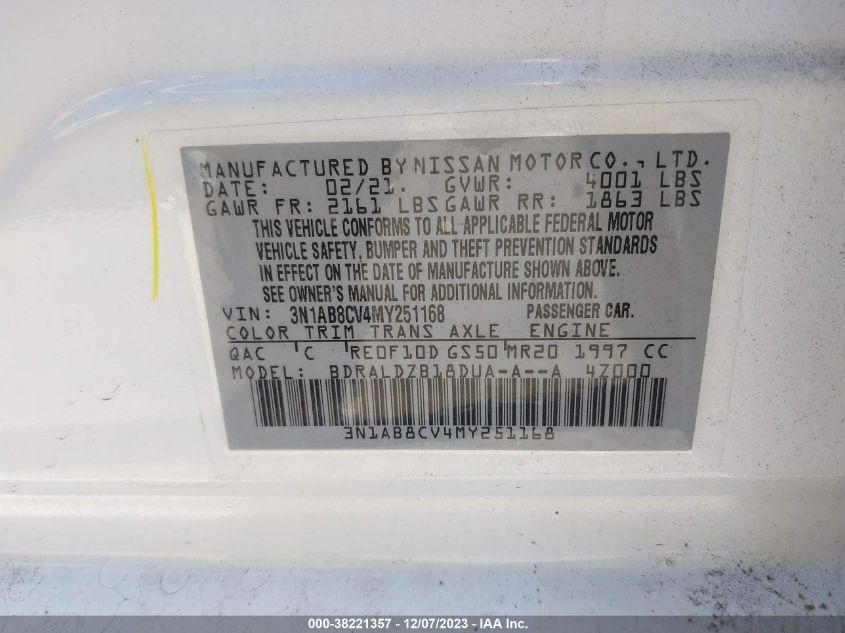 MANUFACTURED BY NISSAN MOTOR CO., LTD.
DATE: 02/21. GVWR: 4001 LBS
GAWR FR: 2161 LBS GAWR RR: 1863 LBS
THIS VEHICLE CONFORMS TO ALL APPLICABLE FEDERAL MOTOR
VEHICLE SAFETY, BUMPER AND THEFT PREVENTION STANDARDS
IN EFFECT ON THE DATE OF MANUFACTURE SHOWN ABOVE.
SEE OWNER'S MANUAL FOR ADDITIONAL INFORMATION.
VIN: 3N1AB8CV4MY251168 PASSENGER CAR.
COLOR TRIM TRANS AXLE ENGINE
QAC 'C RE0F10D GS50 MR20 1997 CC
MODEL: BDRALDZB18DUA-A--A 4Z000
3N1AB8CV4MY251168
000-38221357 - 12/07/2023 - IAA Inc.